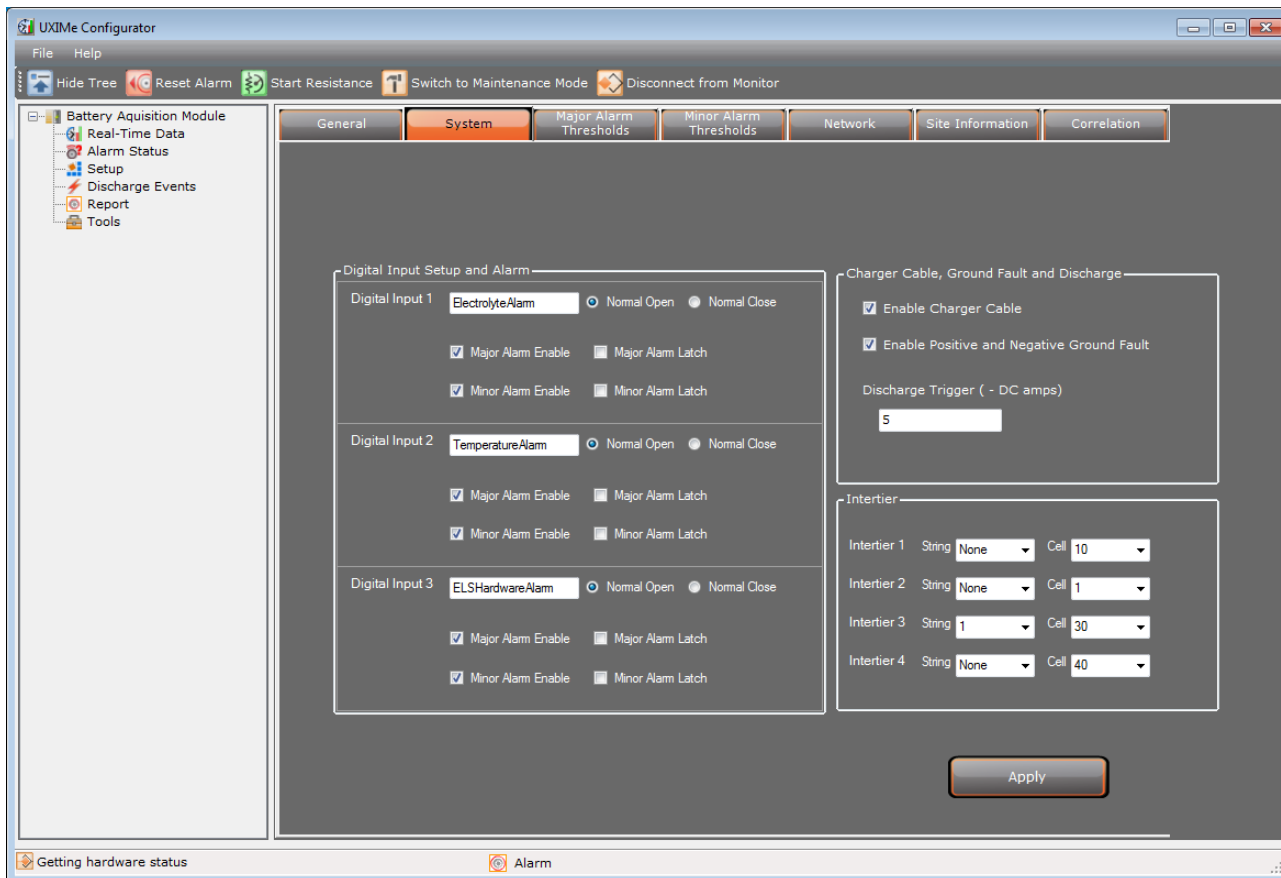 UXIMe Configurator
File Help
Hide Tree Reset Alarm Start Resistance Switch to Maintenance Mode Disconnect from Monitor
Battery Aquisition Module
Real-Time Data
Alarm Status
Setup
Discharge Events
Report
Tools
General System Major Alarm Thresholds Minor Alarm Thresholds Network Site Information Correlation
Digital Input Setup and Alarm
Digital Input 1 ElectrolyteAlarm Normal Open Normal Close
Major Alarm Enable Major Alarm Latch
Minor Alarm Enable Minor Alarm Latch
Digital Input 2 TemperatureAlarm Normal Open Normal Close
Major Alarm Enable Major Alarm Latch
Minor Alarm Enable Minor Alarm Latch
Digital Input 3 ELSHardwareAlarm Normal Open Normal Close
Major Alarm Enable Major Alarm Latch
Minor Alarm Enable Minor Alarm Latch
Charger Cable, Ground Fault and Discharge
Enable Charger Cable
Enable Positive and Negative Ground Fault
Discharge Trigger ( - DC amps)
5
Intertier
Intertier 1 String None Cell 10
Intertier 2 String None Cell 1
Intertier 3 String 1 Cell 30
Intertier 4 String None Cell 40
Apply
Getting hardware status Alarm